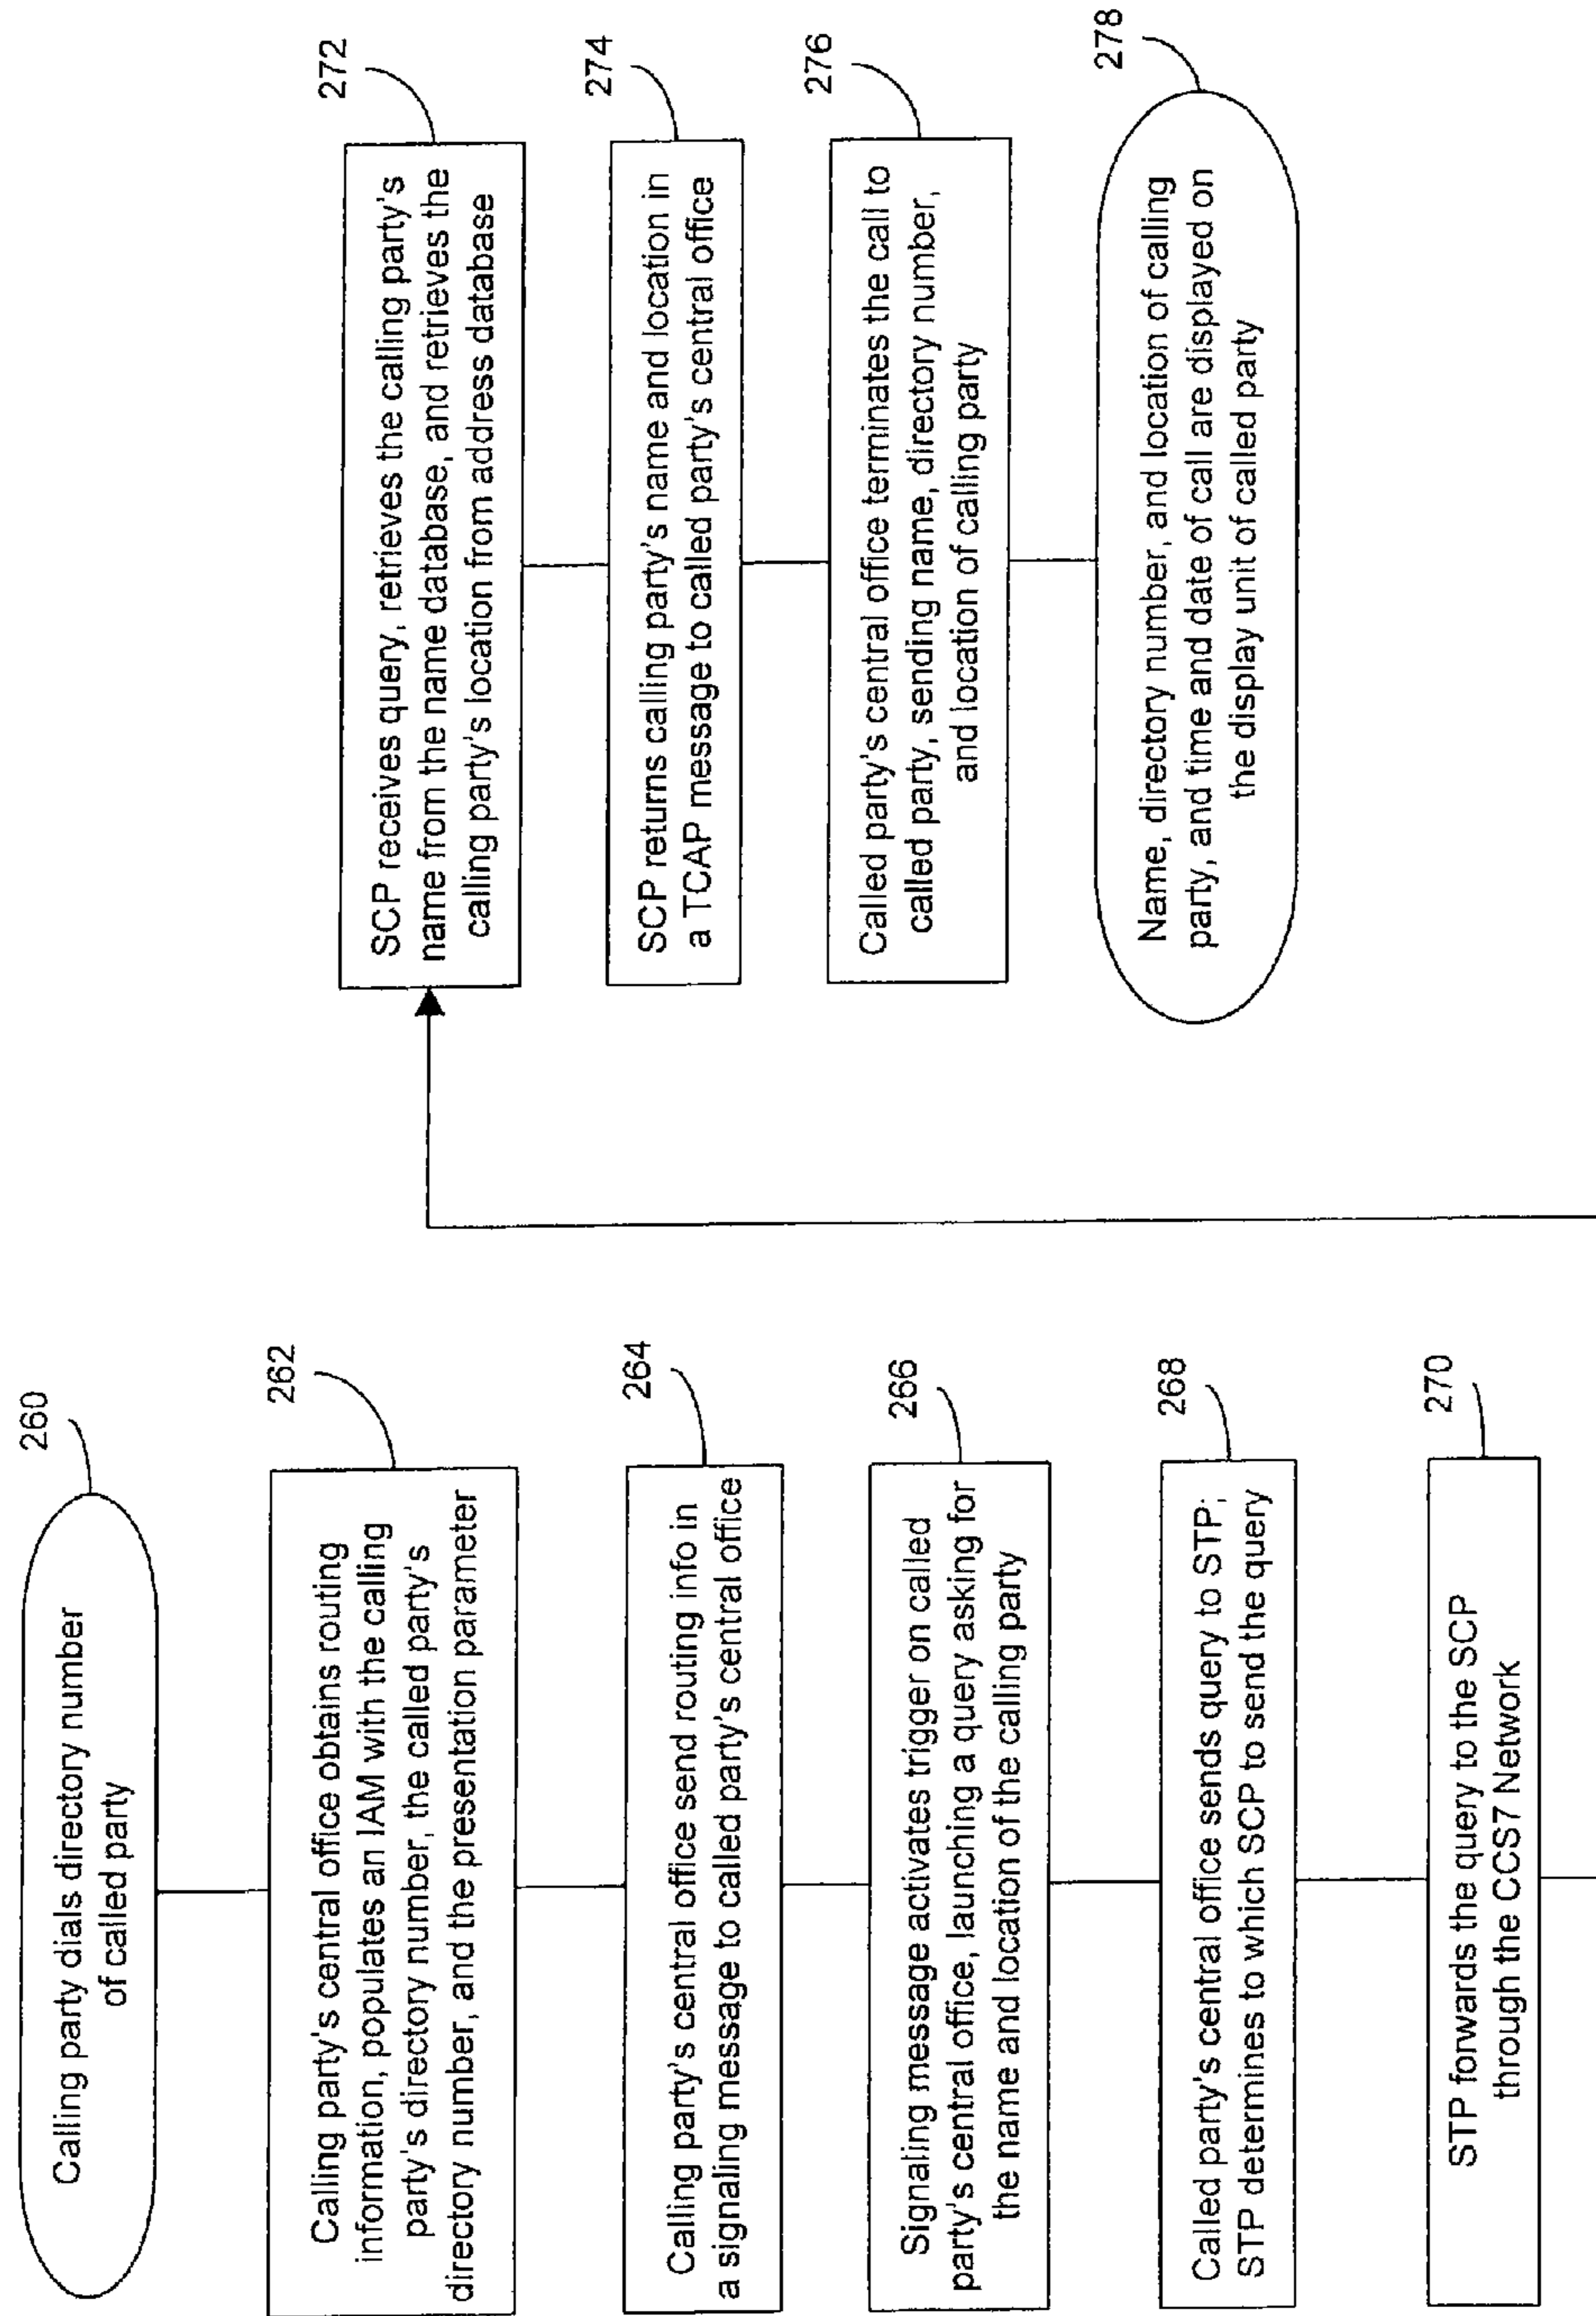 260
Calling party dials directory number
of called party
262
Calling party's central office obtains routing
information, populates an IAM with the calling
party's directory number, the called party's
directory number, and the presentation parameter
264
Calling party's central office send routing info in
a signaling message to called party's central office
266
Signaling message activates trigger on called
party's central office, launching a query asking for
the name and location of the calling party
268
Called party's central office sends query to STP;
STP determines to which SCP to send the query
270
STP forwards the query to the SCP
through the CCS7 Network
272
SCP receives query, retrieves the calling party's
name from the name database, and retrieves the
calling party's location from address database
274
SCP returns calling party's name and location in
a TCAP message to called party's central office
276
Called party's central office terminates the call to
called party, sending name, directory number,
and location of calling party
278
Name, directory number, and location of calling
party, and time and date of call are displayed on
the display unit of called party